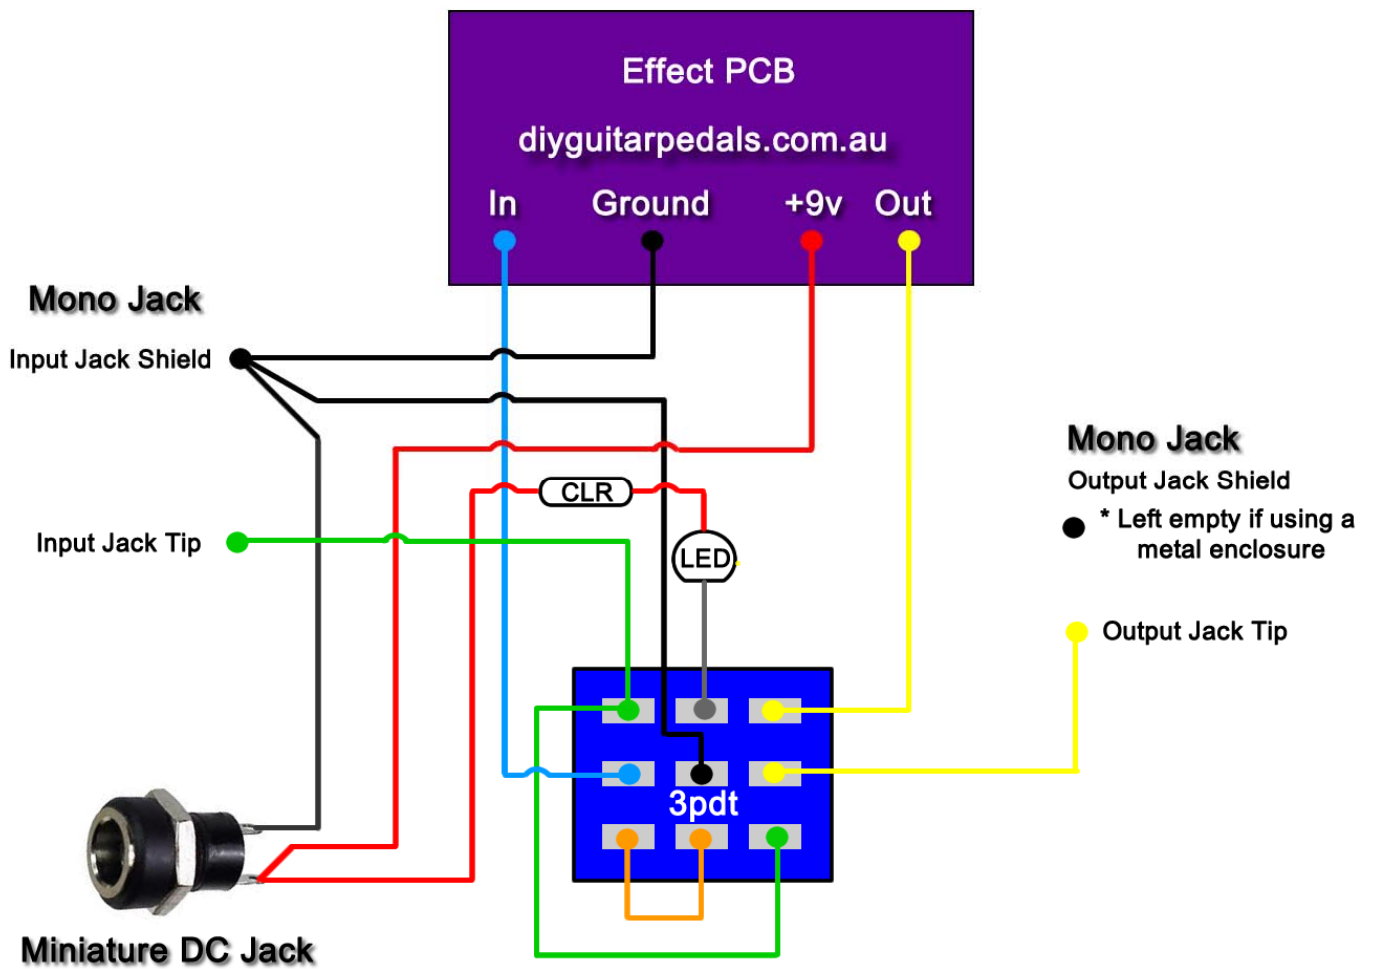 Effect PCB
diyguitarpedals.com.au
In Ground +9v Out
Mono Jack
Input Jack Shield
Mono Jack
Output Jack Shield
* Left empty if using a
metal enclosure
CLR
Input Jack Tip
LED
Output Jack Tip
3pdt
Miniature DC Jack